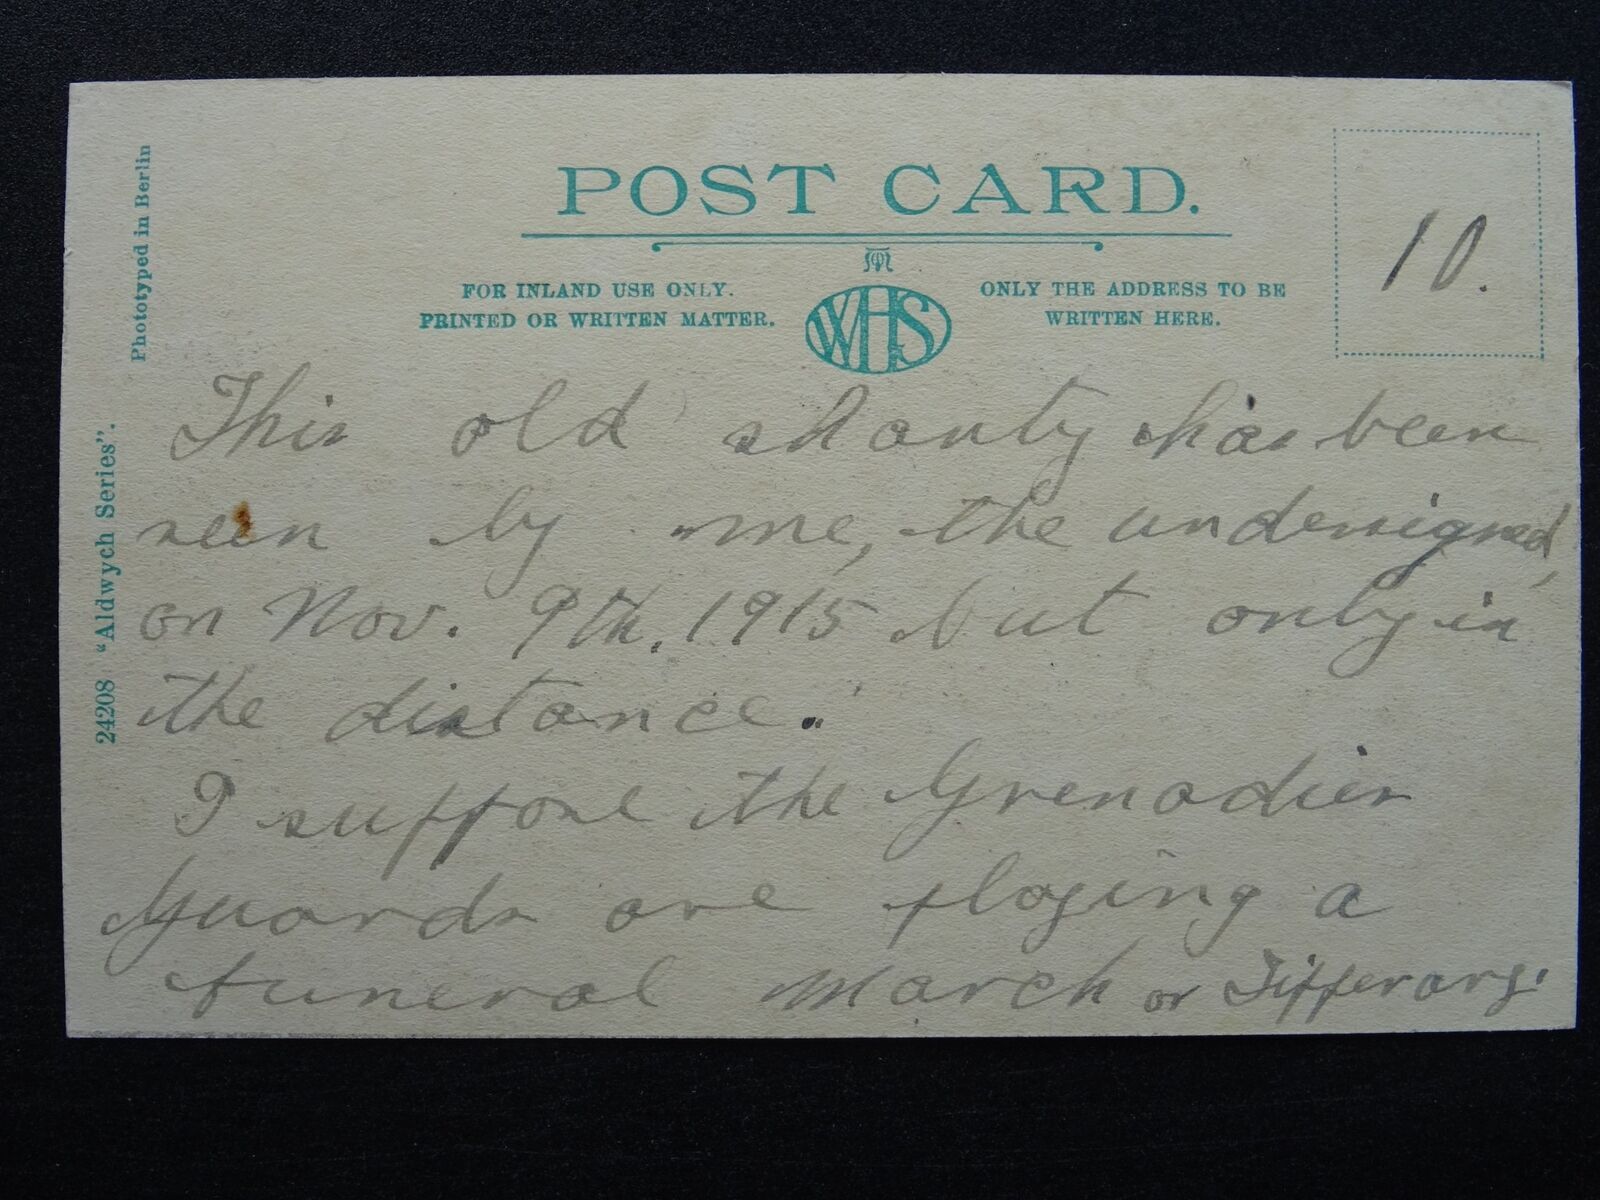 POST CARD.
FOR INLAND USE ONLY.
PRINTED OR WRITTEN MATTER.
WHS
ONLY THE ADDRESS TO BE
WRITTEN HERE.
10.
Phototyped in Berlin
24208 "Aldwych Series".
This old shanty has been
seen by me, the undersigned,
on Nov. 9th, 1915 but only in
the distance.
I suppose the Grenadier
Guards are playing a
funeral march or Tifferary.